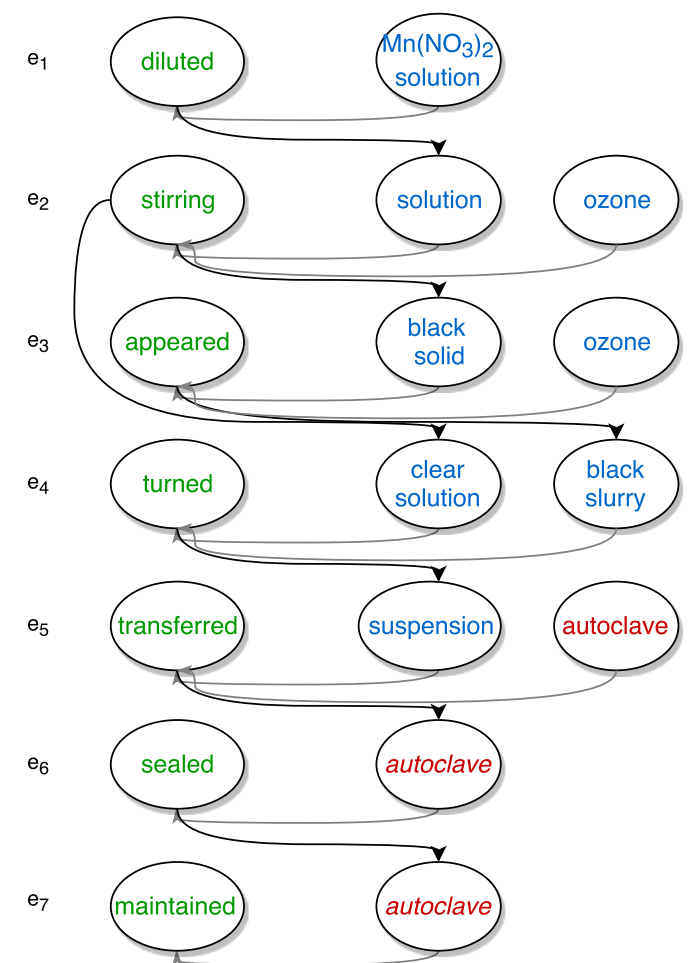 e₁ diluted Mn(NO₃)₂
solution
e₂ stirring solution ozone
e₃ appeared black
solid ozone
e₄ turned clear
solution black
slurry
e₅ transferred suspension autoclave
e₆ sealed autoclave
e₇ maintained autoclave